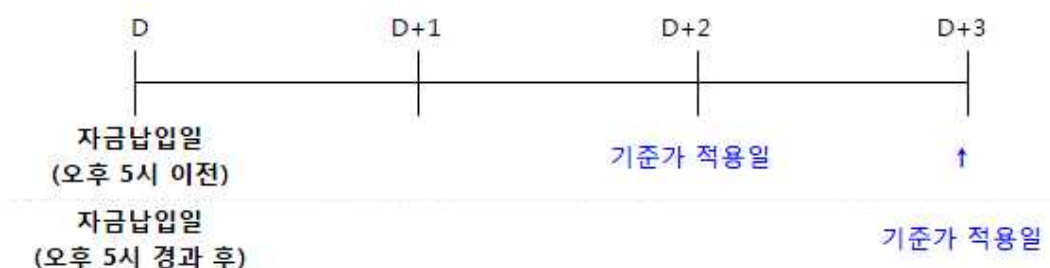 D D+1 D+2 D+3
자금납입일
(오후 5시 이전)
기준가 적용일 ↑
자금납입일
(오후 5시 경과 후)
기준가 적용일